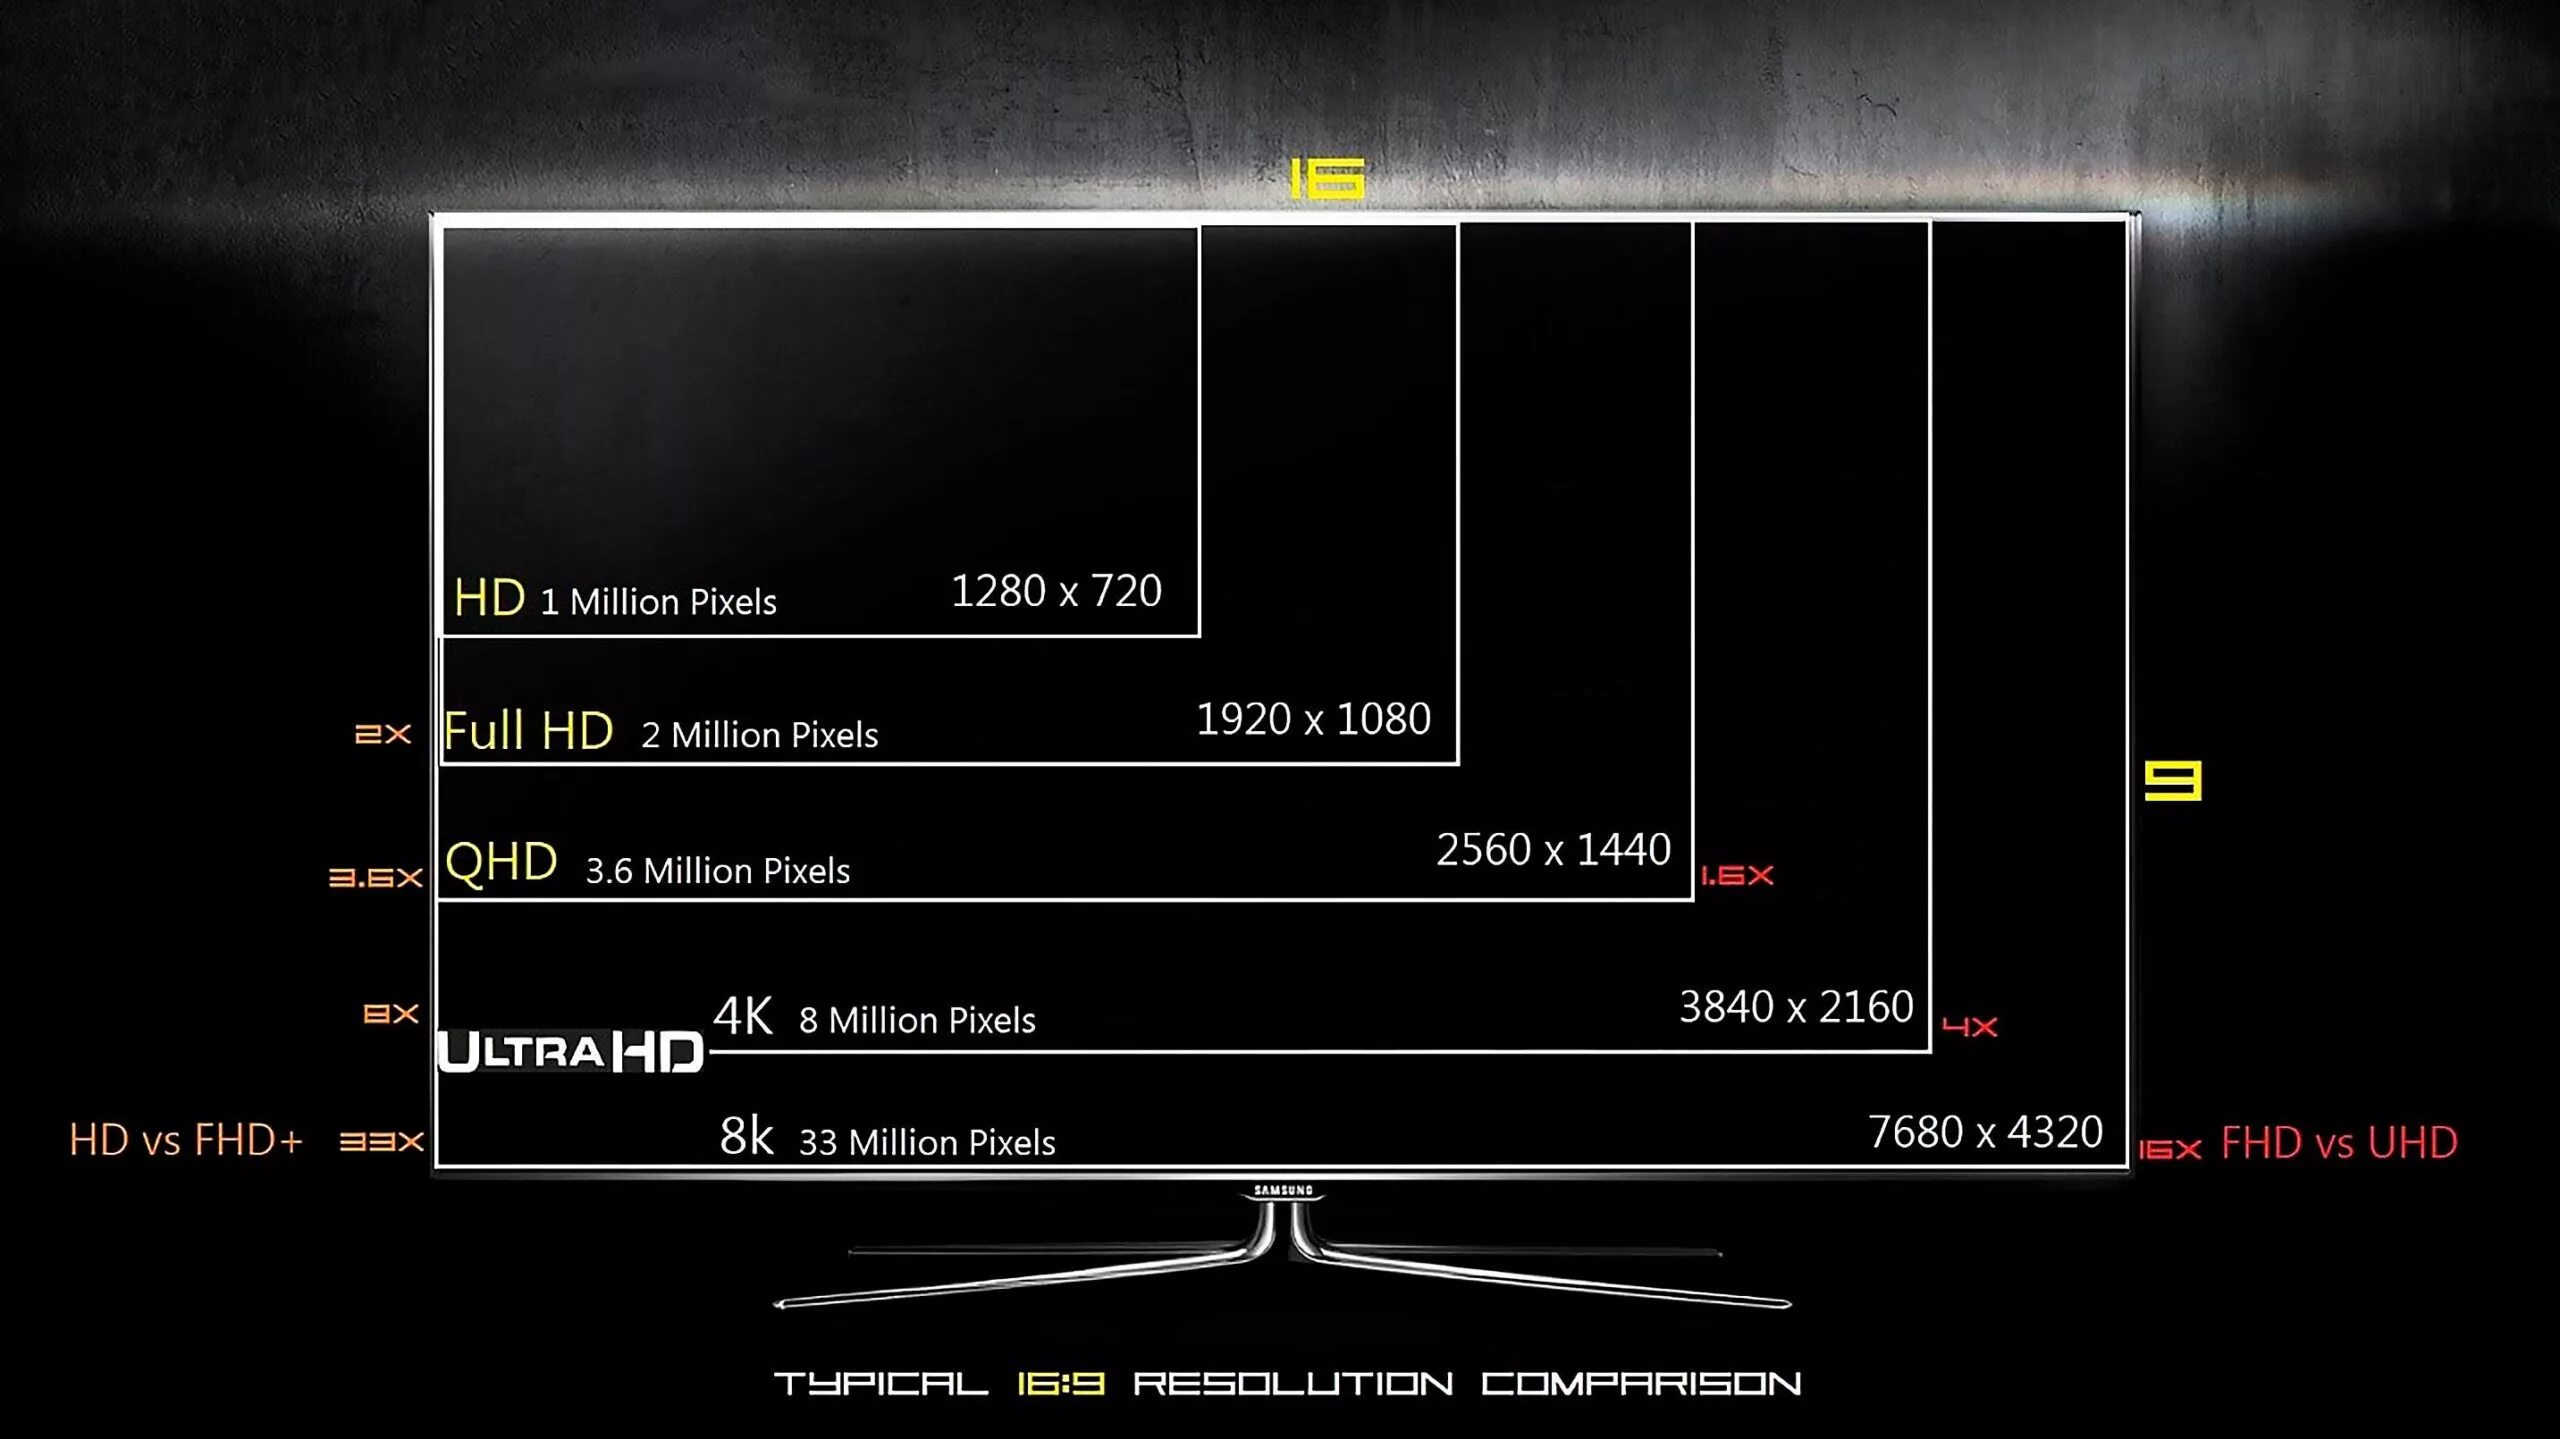 16
HD 1 Million Pixels 1280 x 720
2X Full HD 2 Million Pixels 1920 x 1080
9
3.6X QHD 3.6 Million Pixels 2560 x 1440 1.6X
8X 4K 8 Million Pixels 3840 x 2160 4X
ULTRA HD
HD vs FHD+ 33X 8k 33 Million Pixels 7680 x 4320 16X FHD vs UHD
SAMSUNG
TYPICAL 16:9 RESOLUTION COMPARISON